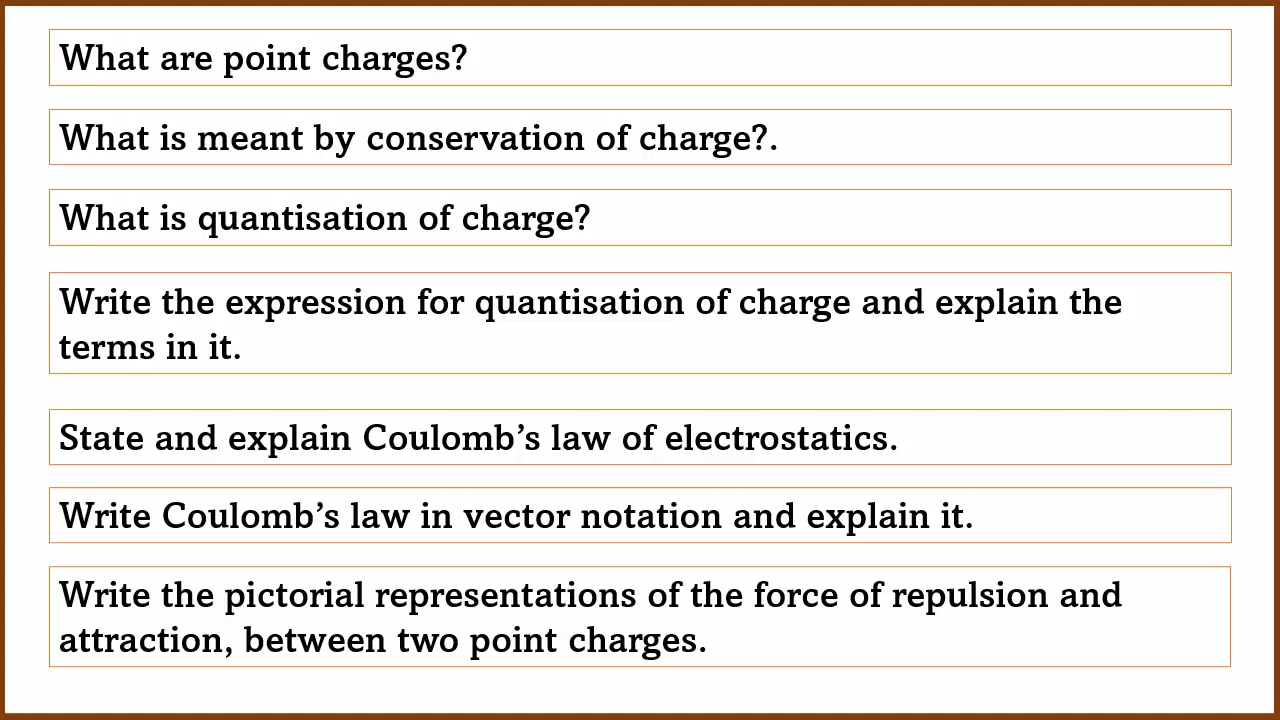 What are point charges?
What is meant by conservation of charge?.
What is quantisation of charge?
Write the expression for quantisation of charge and explain the
terms in it.
State and explain Coulomb’s law of electrostatics.
Write Coulomb’s law in vector notation and explain it.
Write the pictorial representations of the force of repulsion and
attraction, between two point charges.